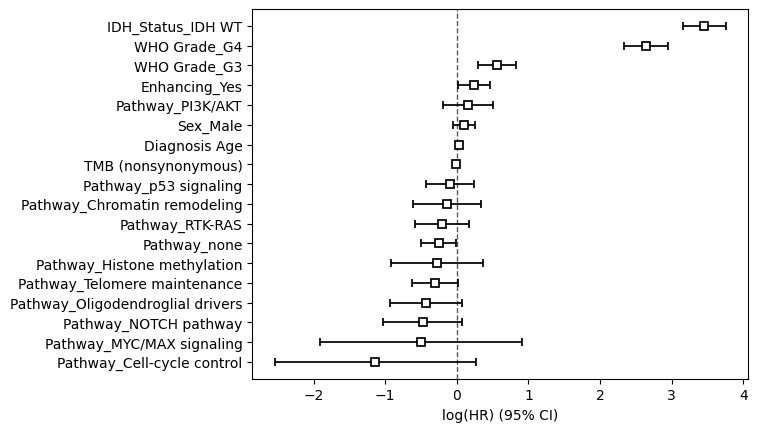 IDH_Status_IDH WT
WHO Grade_G4
WHO Grade_G3
Enhancing_Yes
Pathway_PI3K/AKT
Sex_Male
Diagnosis Age
TMB (nonsynonymous)
Pathway_p53 signaling
Pathway_Chromatin remodeling
Pathway_RTK-RAS
Pathway_none
Pathway_Histone methylation
Pathway_Telomere maintenance
Pathway_Oligodendroglial drivers
Pathway_NOTCH pathway
Pathway_MYC/MAX signaling
Pathway_Cell-cycle control
−2 −1 0 1 2 3 4
log(HR) (95% CI)